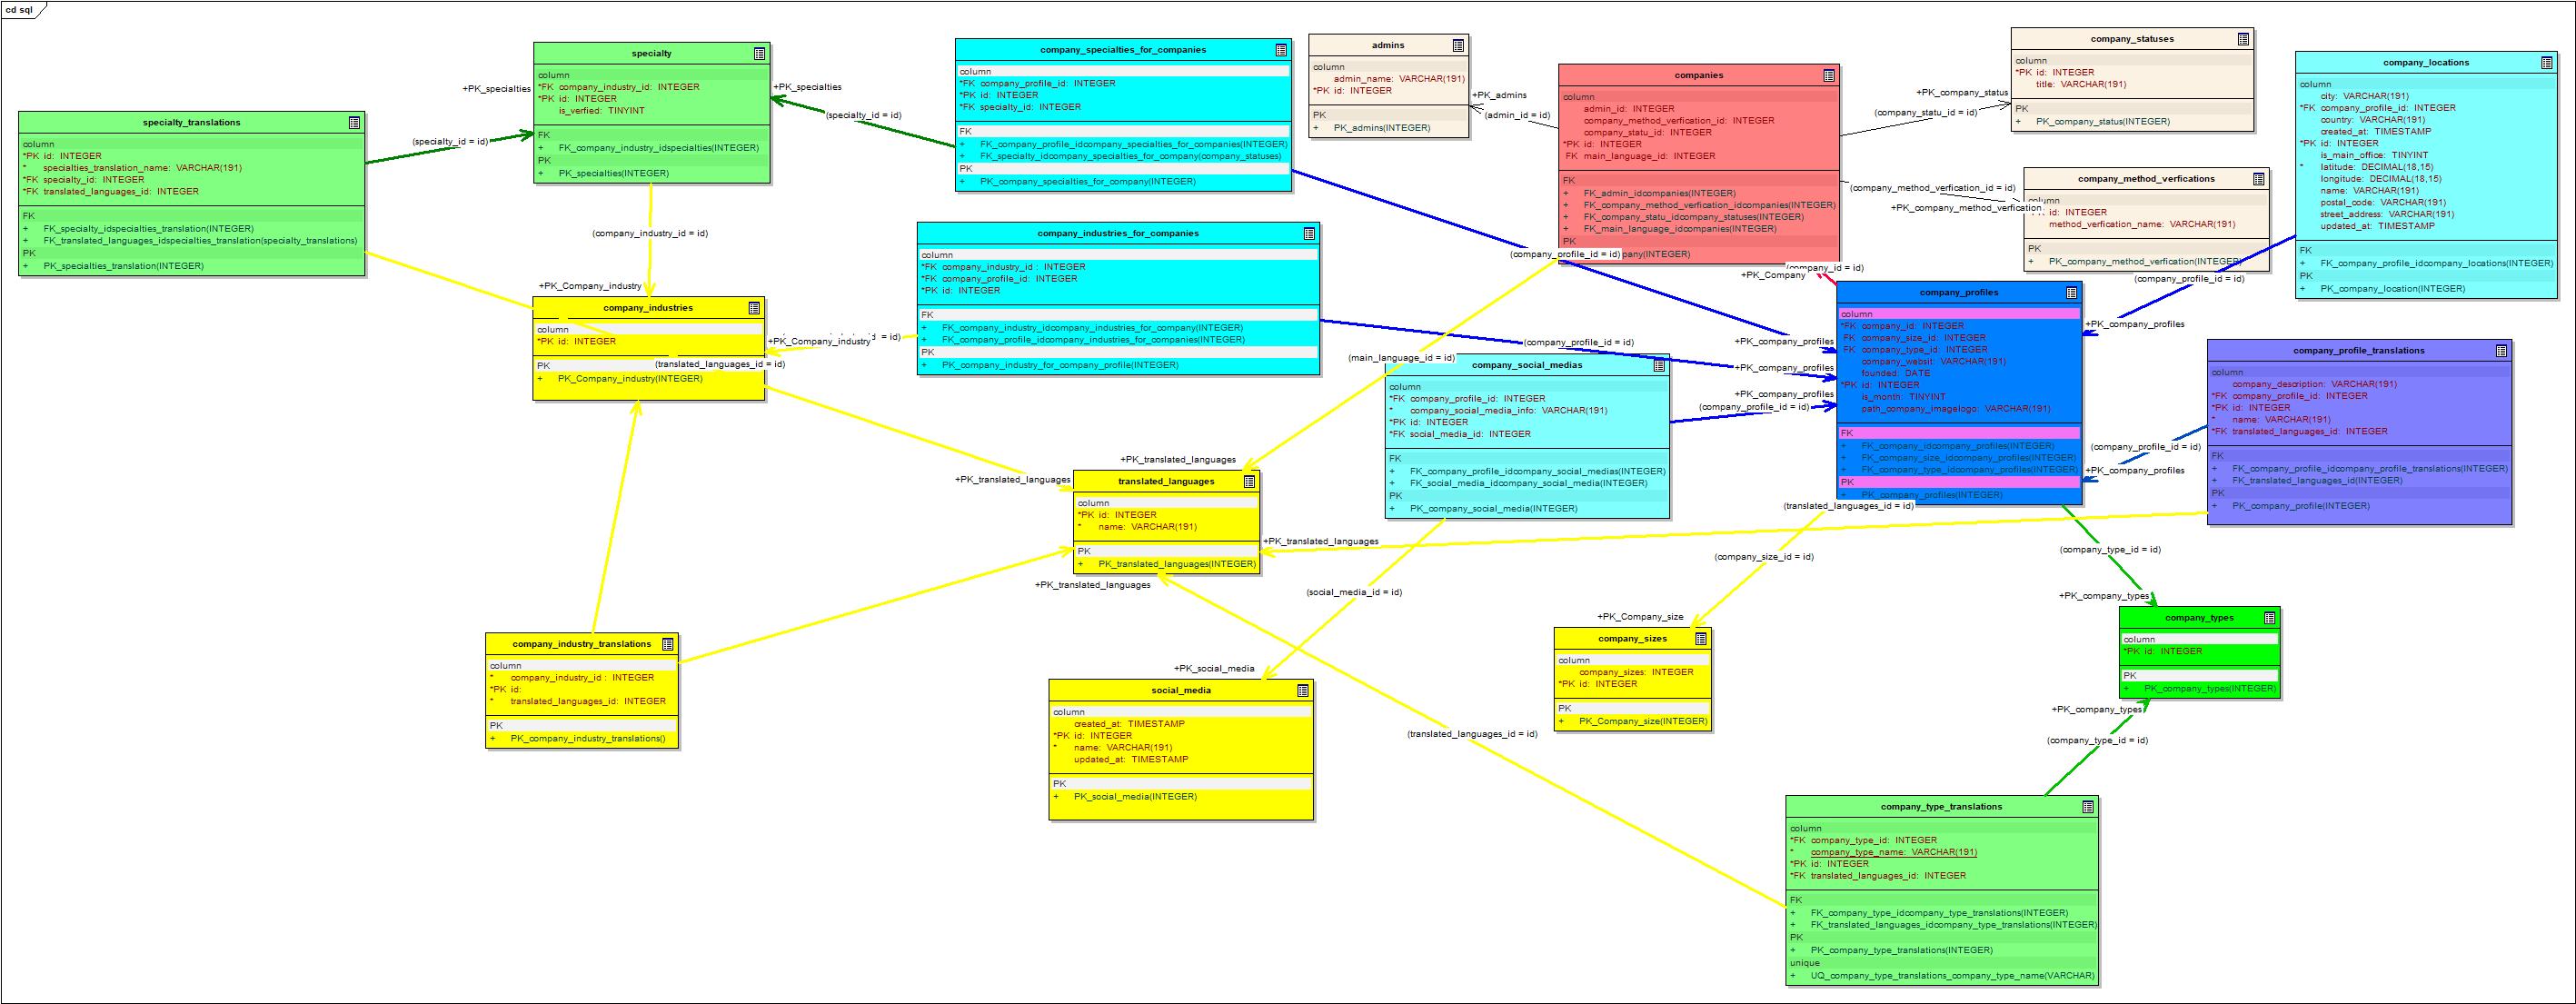 cd sql
specialty
column
*FK company_industry_id: INTEGER
*PK id: INTEGER
is_verfied: TINYINT
FK
+ FK_company_industry_idspecialties(INTEGER)
PK
+ PK_specialties(INTEGER)
+PK_specialties
+PK_specialties
(specialty_id = id)
(specialty_id = id)
specialty_translations
column
*PK id: INTEGER
* specialties_translation_name: VARCHAR(191)
*FK specialty_id: INTEGER
*FK translated_languages_id: INTEGER
FK
+ FK_specialty_idspecialties_translation(INTEGER)
+ FK_translated_languages_idspecialties_translation(specialty_translations)
PK
+ PK_specialties_translation(INTEGER)
company_specialties_for_companies
column
*FK company_profile_id: INTEGER
*PK id: INTEGER
*FK specialty_id: INTEGER
FK
+ FK_company_profile_idcompany_specialties_for_companies(INTEGER)
+ FK_specialty_idcompany_specialties_for_company(company_statuses)
PK
+ PK_company_specialties_for_company(INTEGER)
admins
column
admin_name: VARCHAR(191)
*PK id: INTEGER
PK
+ PK_admins(INTEGER)
+PK_admins
(admin_id = id)
companies
column
admin_id: INTEGER
company_method_verfication_id: INTEGER
company_statu_id: INTEGER
*PK id: INTEGER
FK main_language_id: INTEGER
FK
+ FK_admin_idcompanies(INTEGER)
+ FK_company_method_verfication_idcompanies(INTEGER)
+ FK_company_statu_idcompany_statuses(INTEGER)
+ FK_main_language_idcompanies(INTEGER)
PK
pany(INTEGER)
(company_profile_id = id)
company_statuses
column
*PK id: INTEGER
title: VARCHAR(191)
PK
+ PK_company_status(INTEGER)
+PK_company_status
(company_statu_id = id)
company_method_verfications
column
id: INTEGER
method_verfication_name: VARCHAR(191)
PK
+ PK_company_method_verfication(INTEGER)
(company_method_verfication_id = id)
+PK_company_method_verfication
company_locations
column
city: VARCHAR(191)
*FK company_profile_id: INTEGER
country: VARCHAR(191)
created_at: TIMESTAMP
*PK id: INTEGER
is_main_office: TINYINT
* latitude: DECIMAL(18,15)
longitude: DECIMAL(18,15)
name: VARCHAR(191)
postal_code: VARCHAR(191)
street_address: VARCHAR(191)
updated_at: TIMESTAMP
FK
+ FK_company_profile_idcompany_locations(INTEGER)
PK
+ PK_company_location(INTEGER)
(company_profile_id = id)
+PK_company_profiles
(company_industry_id = id)
+PK_Company_industry
company_industries
column
*PK id: INTEGER
PK
+ PK_Company_industry(INTEGER)
(translated_languages_id = id)
+PK_Company_industry
d = id)
company_industries_for_companies
column
*FK company_industry_id : INTEGER
*FK company_profile_id: INTEGER
*PK id: INTEGER
FK
+ FK_company_industry_idcompany_industries_for_company(INTEGER)
+ FK_company_profile_idcompany_industries_for_companies(INTEGER)
PK
+ PK_company_industry_for_company_profile(INTEGER)
(company_id = id)
+PK_Company
company_profiles
column
*FK company_id: INTEGER
FK company_size_id: INTEGER
FK company_type_id: INTEGER
company_websit: VARCHAR(191)
founded: DATE
*PK id: INTEGER
is_month: TINYINT
path_company_imagelogo: VARCHAR(191)
FK
+ FK_company_idcompany_profiles(INTEGER)
+ FK_company_size_idcompany_profiles(INTEGER)
+ FK_company_type_idcompany_profiles(INTEGER)
PK
+ PK_company_profiles(INTEGER)
+PK_company_profiles
(company_profile_id = id)
+PK_company_profiles
+PK_company_profiles
(company_profile_id = id)
(main_language_id = id)
company_social_medias
column
*FK company_profile_id: INTEGER
* company_social_media_info: VARCHAR(191)
*PK id: INTEGER
*FK social_media_id: INTEGER
FK
+ FK_company_profile_idcompany_social_medias(INTEGER)
+ FK_social_media_idcompany_social_media(INTEGER)
PK
+ PK_company_social_media(INTEGER)
company_profile_translations
column
company_description: VARCHAR(191)
*FK company_profile_id: INTEGER
*PK id: INTEGER
* name: VARCHAR(191)
*FK translated_languages_id: INTEGER
FK
+ FK_company_profile_idcompany_profile_translations(INTEGER)
+ FK_translated_languages_id(INTEGER)
PK
+ PK_company_profile(INTEGER)
(company_profile_id = id)
+PK_company_profiles
+PK_translated_languages
+PK_translated_languages
translated_languages
column
*PK id: INTEGER
* name: VARCHAR(191)
PK
+ PK_translated_languages(INTEGER)
+PK_translated_languages
+PK_translated_languages
(translated_languages_id = id)
(company_size_id = id)
(company_type_id = id)
(social_media_id = id)
+PK_Company_size
company_sizes
column
company_sizes: INTEGER
*PK id: INTEGER
PK
+ PK_Company_size(INTEGER)
+PK_company_types
company_types
column
*PK id: INTEGER
PK
+ PK_company_types(INTEGER)
+PK_company_types
(company_type_id = id)
company_industry_translations
column
* company_industry_id : INTEGER
*PK id:
* translated_languages_id: INTEGER
PK
+ PK_company_industry_translations()
+PK_social_media
social_media
column
created_at: TIMESTAMP
*PK id: INTEGER
* name: VARCHAR(191)
updated_at: TIMESTAMP
PK
+ PK_social_media(INTEGER)
(translated_languages_id = id)
company_type_translations
column
*FK company_type_id: INTEGER
* company_type_name: VARCHAR(191)
*PK id: INTEGER
*FK translated_languages_id: INTEGER
FK
+ FK_company_type_idcompany_type_translations(INTEGER)
+ FK_translated_languages_idcompany_type_translations(INTEGER)
PK
+ PK_company_type_translations(INTEGER)
unique
+ UQ_company_type_translations_company_type_name(VARCHAR)